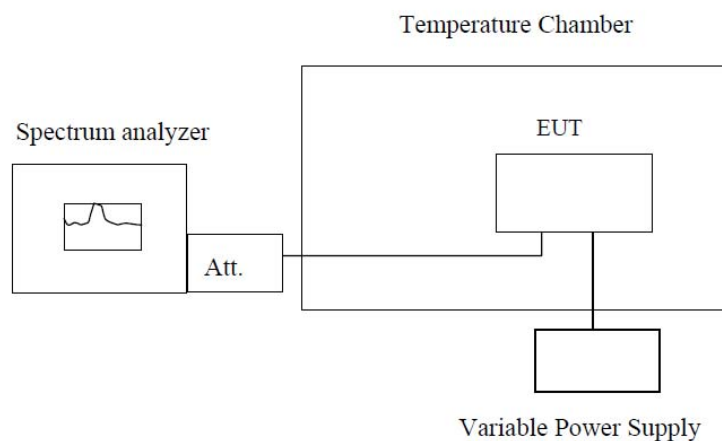 Temperature Chamber
Spectrum analyzer
EUT
Att.
Variable Power Supply